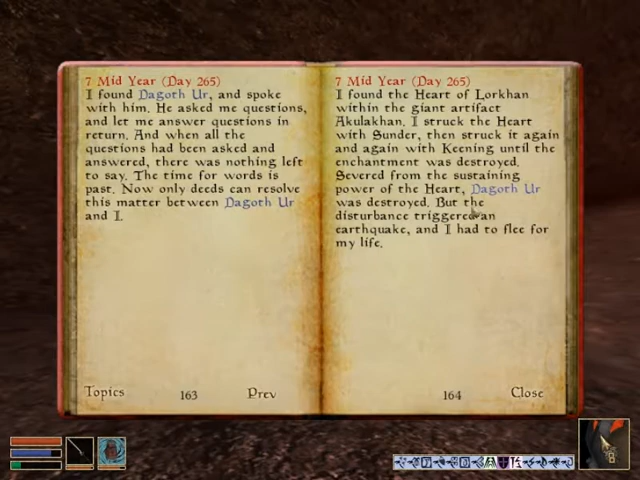 7 Mid Year (Day 265)
I found Dagoth Ur, and spoke
with him. He asked me questions,
and let me answer questions in
return. And when all the
questions had been asked and
answered, there was nothing left
to say. The time for words is
past. Now only deeds can resolve
this matter between Dagoth Ur
and I.
Topics
163
Prev
7 Mid Year (Day 265)
I found the Heart of Lorkhan
within the giant artifact
Akulakhan. I struck the Heart
with Sunder, then struck it again
and again with Keening until the
enchantment was destroyed.
Severed from the sustaining
power of the Heart, Dagoth Ur
was destroyed. But the
disturbance triggered an
earthquake, and I had to flee for
my life.
164
Close